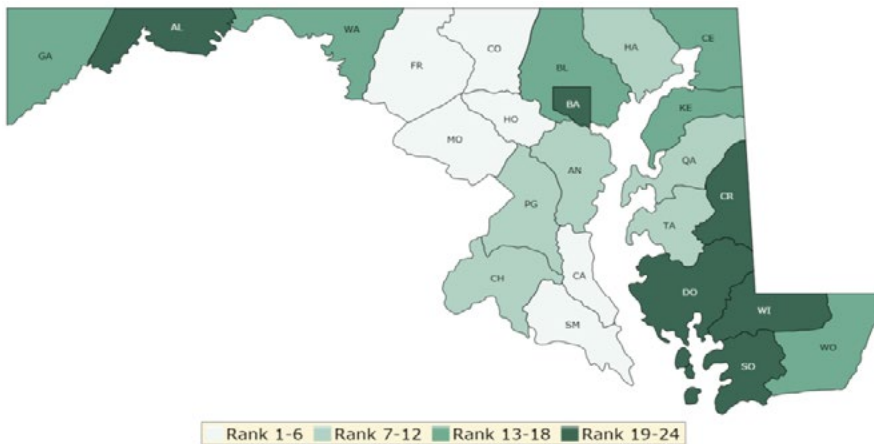 GA
AL
WA
FR
CO
BL
HA
CE
BA
KE
HO
MO
AN
QA
PG
CR
TA
CH
CA
DO
WI
SM
WO
SO
Rank 1-6 Rank 7-12 Rank 13-18 Rank 19-24